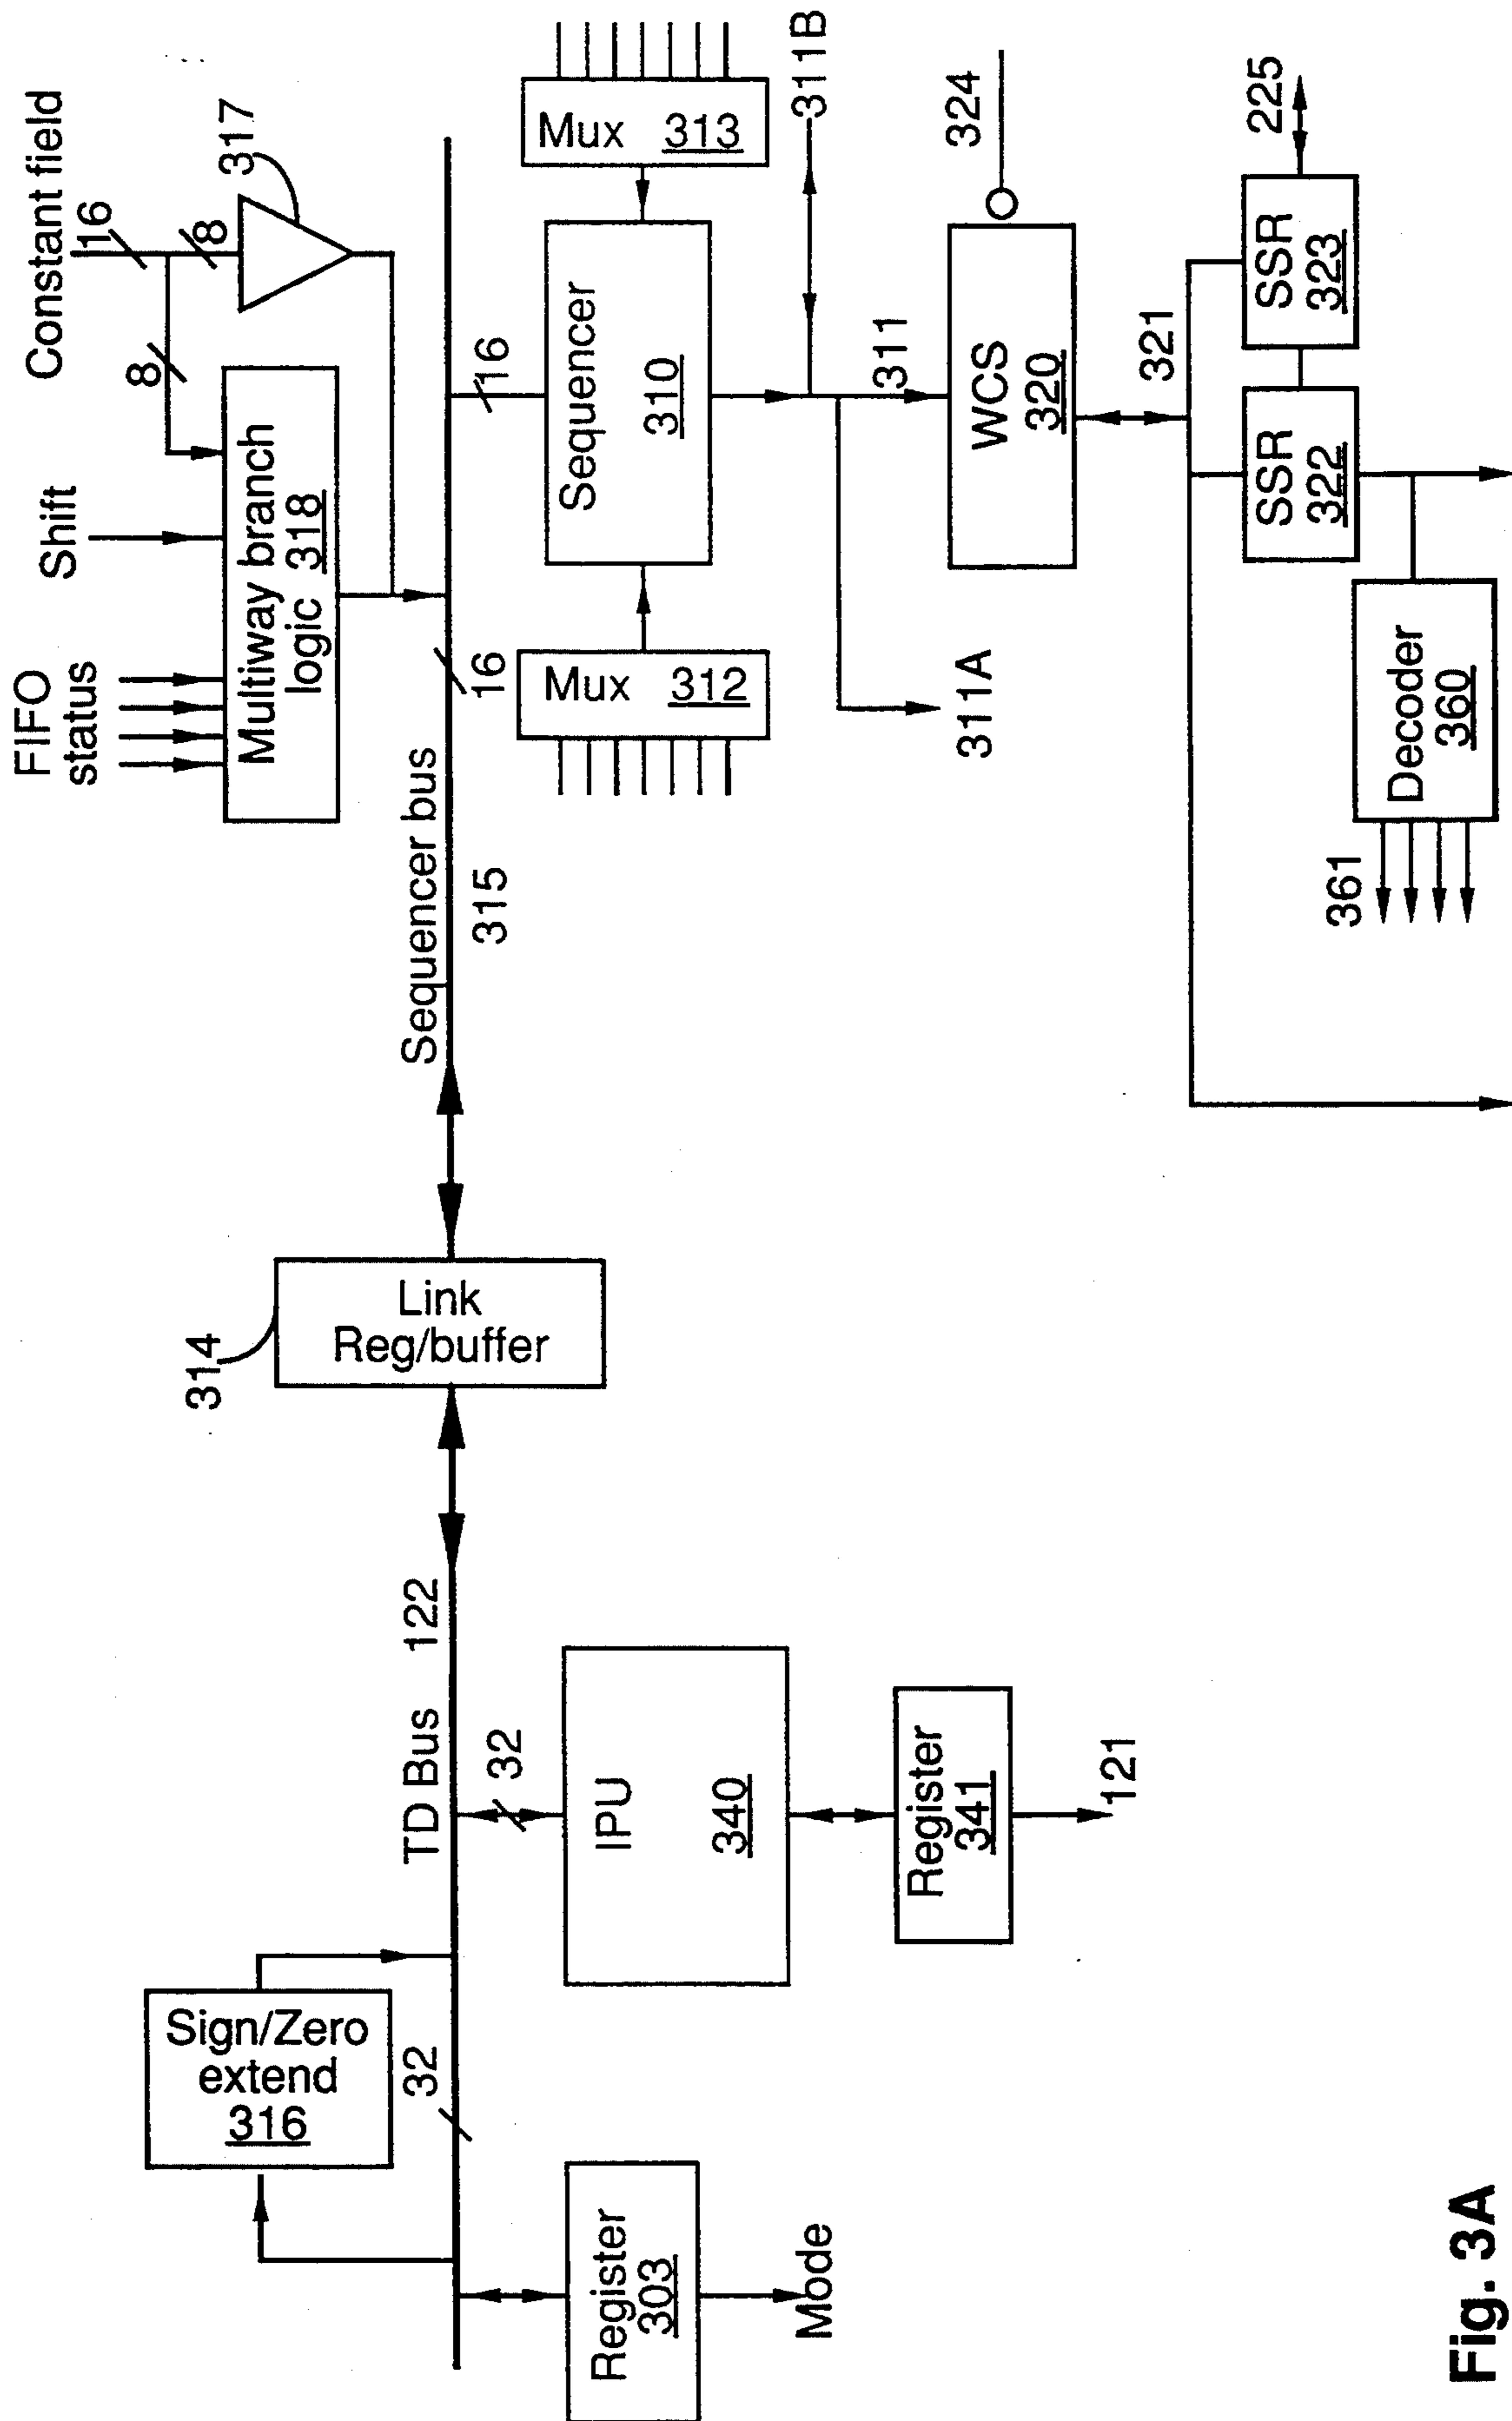 FIFO
status
Shift
Constant field
16
8
8
317
Multiway branch
logic 318
314
Link
Reg/buffer
Sequencer bus
315
16
16
Sign/Zero
extend
316
32
TD Bus 122
32
Register
303
Mode
IPU
340
Register
341
121
Mux 312
Sequencer
310
Mux 313
311A
311
311B
WCS
320
324
321
SSR
322
SSR
323
225
Decoder
360
361
Fig. 3A